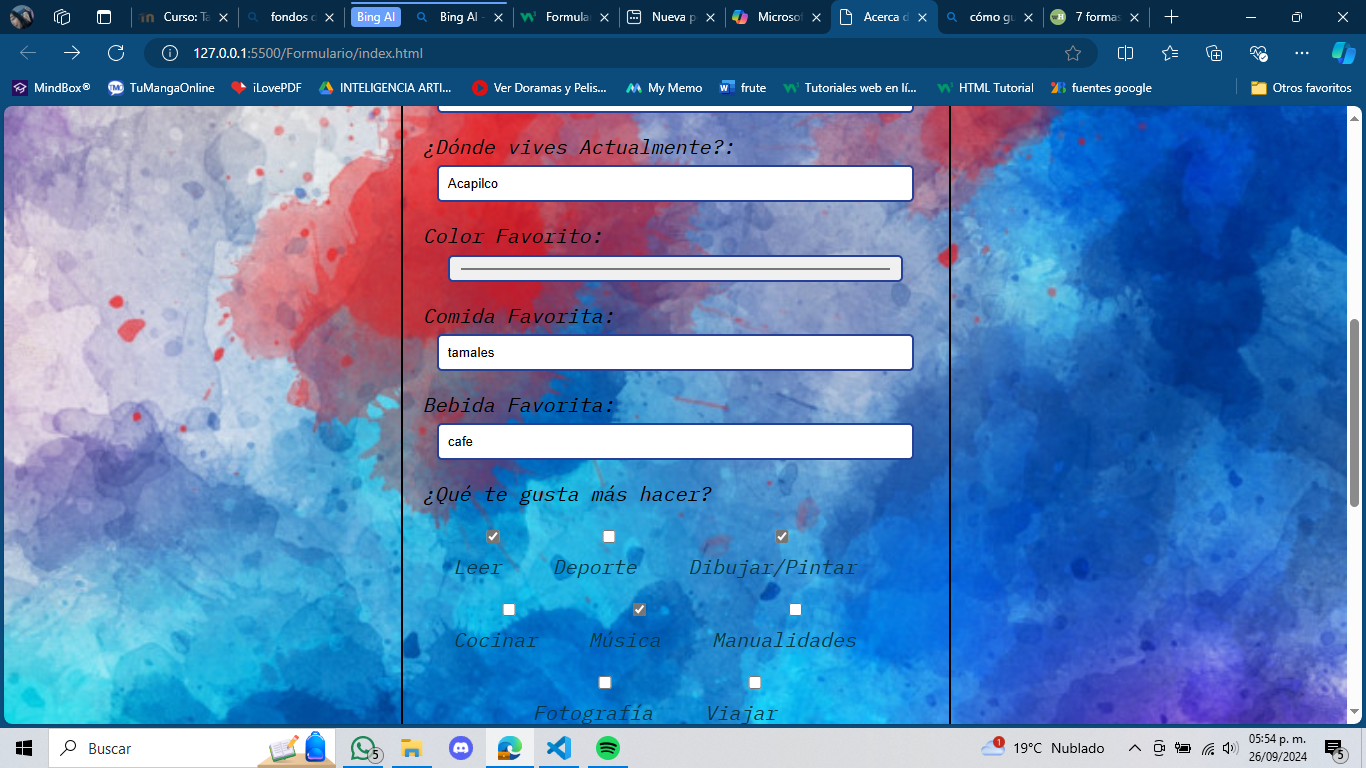 Curso: Ta
fondos d
Bing AI
Bing AI -
Formula
Nueva p
Microsof
Acerca d
cómo gu
7 formas
127.0.0.1:5500/Formulario/index.html
MindBox®
TuMangaOnline
iLovePDF
INTELIGENCIA ARTI...
Ver Doramas y Pelis...
My Memo
frute
Tutoriales web en lí...
HTML Tutorial
fuentes google
Otros favoritos
¿Dónde vives Actualmente?:
Acapilco
Color Favorito:
Comida Favorita:
tamales
Bebida Favorita:
cafe
¿Qué te gusta más hacer?
Leer Deporte Dibujar/Pintar
Cocinar Música Manualidades
Fotografía Viajar
Buscar
5
1
19°C Nublado
05:54 p. m.
26/09/2024
5